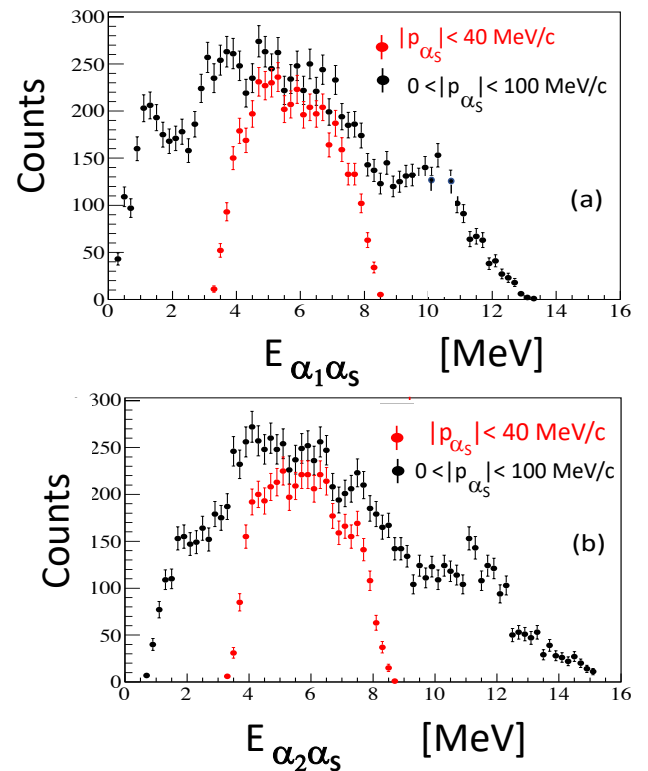 300
250
200
150
100
50
0
Counts
|pαs| < 40 MeV/c
0 <|pαs| < 100 MeV/c
(a)
0 2 4 6 8 10 12 14 16
E α1αs [MeV]
300
250
200
150
100
50
0
Counts
|pαs| < 40 MeV/c
0 <|pαs| < 100 MeV/c
(b)
0 2 4 6 8 10 12 14 16
E α2αs [MeV]